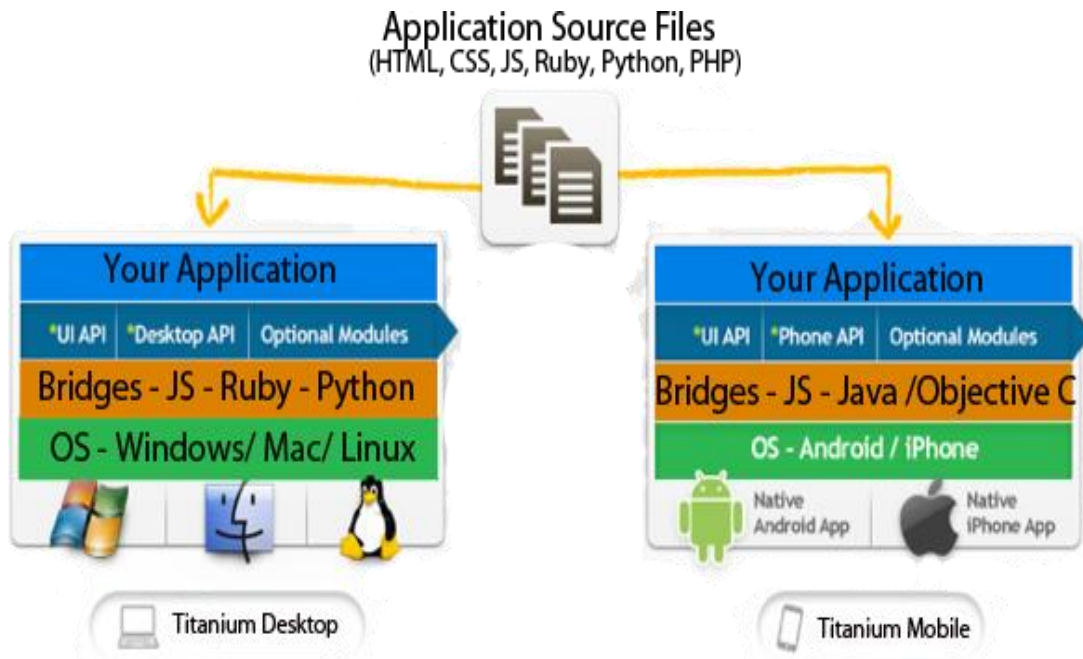 Application Source Files
(HTML, CSS, JS, Ruby, Python, PHP)
Your Application
*UI API *Desktop API Optional Modules
Bridges - JS - Ruby - Python
OS - Windows/ Mac/ Linux
Titanium Desktop
Your Application
*UI API *Phone API Optional Modules
Bridges - JS - Java /Objective C
OS - Android / iPhone
Native
Android App
Native
iPhone App
Titanium Mobile